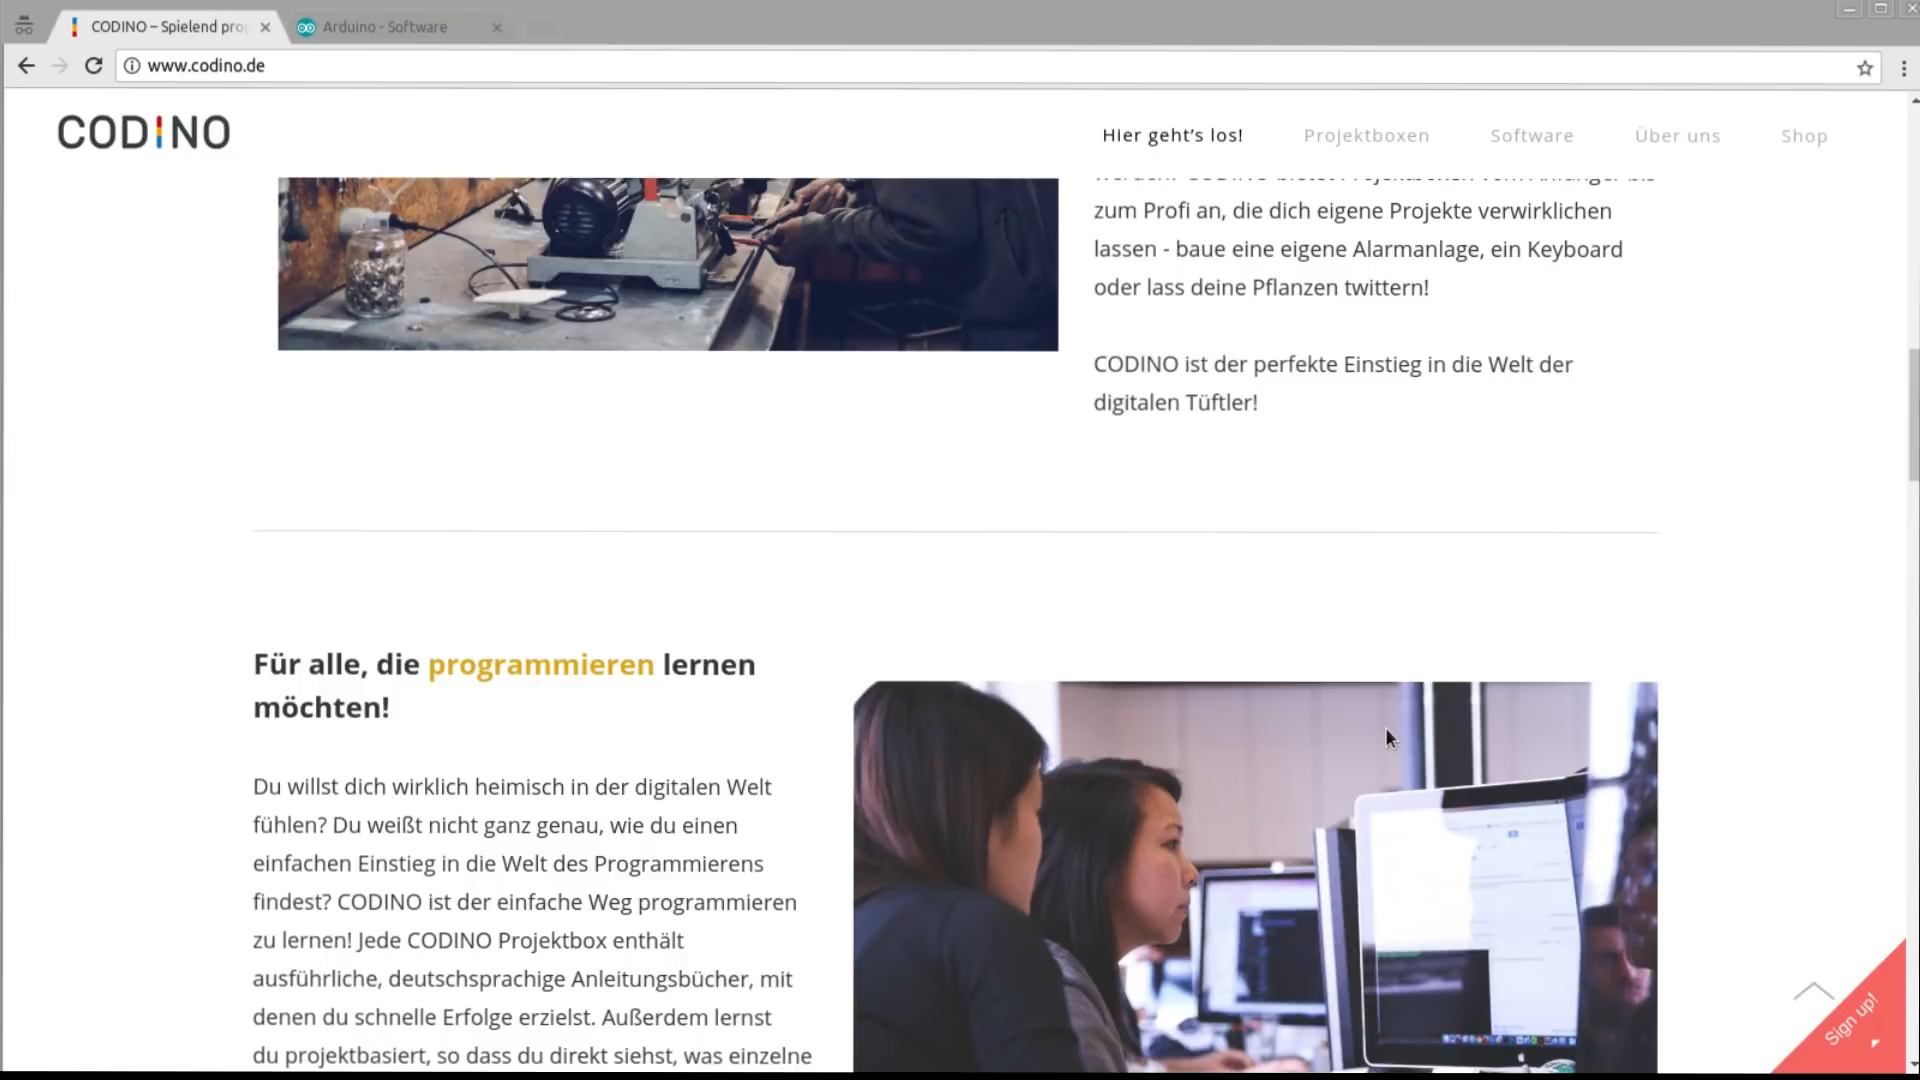 CODINO – Spielend pro
Arduino - Software
www.codino.de
CODINO
Hier geht's los!
Projektboxen
Software
Über uns
Shop
zum Profi an, die dich eigene Projekte verwirklichen
lassen - baue eine eigene Alarmanlage, ein Keyboard
oder lass deine Pflanzen twittern!
CODINO ist der perfekte Einstieg in die Welt der
digitalen Tüftler!
Für alle, die programmieren lernen
möchten!
Du willst dich wirklich heimisch in der digitalen Welt
fühlen? Du weißt nicht ganz genau, wie du einen
einfachen Einstieg in die Welt des Programmierens
findest? CODINO ist der einfache Weg programmieren
zu lernen! Jede CODINO Projektbox enthält
ausführliche, deutschsprachige Anleitungsbücher, mit
denen du schnelle Erfolge erzielst. Außerdem lernst
du projektbasiert, so dass du direkt siehst, was einzelne
Sign up!